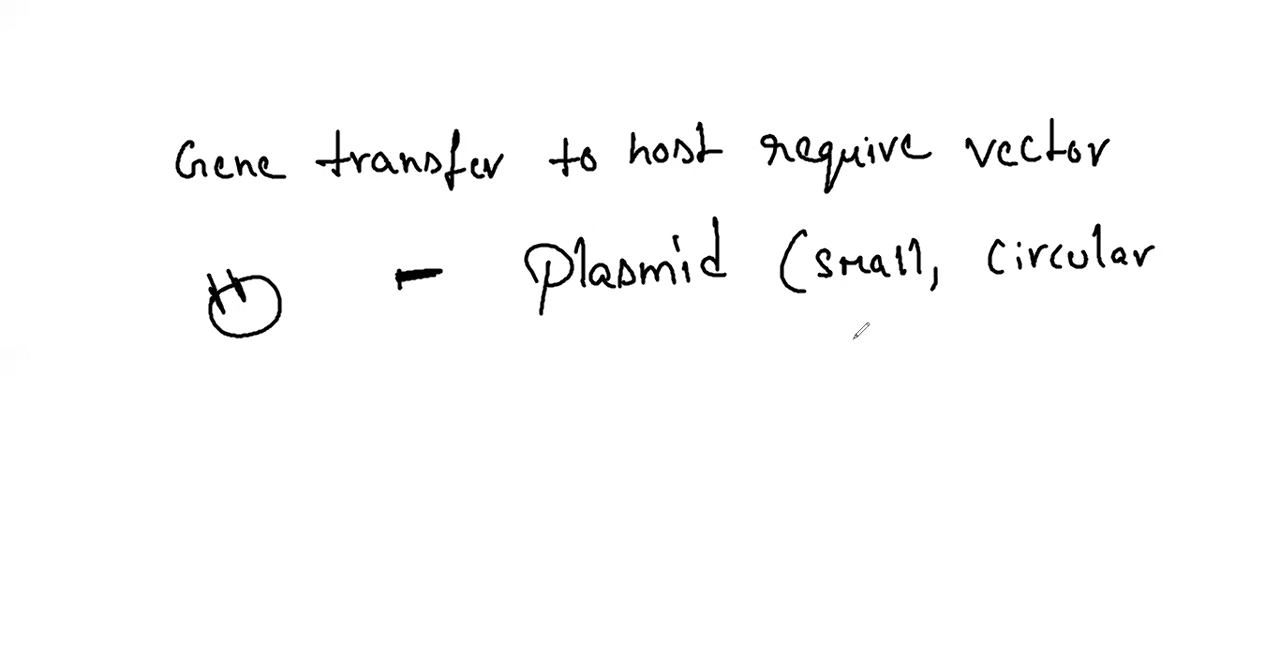 Gene transfer to host require vector
- Plasmid (small, circular